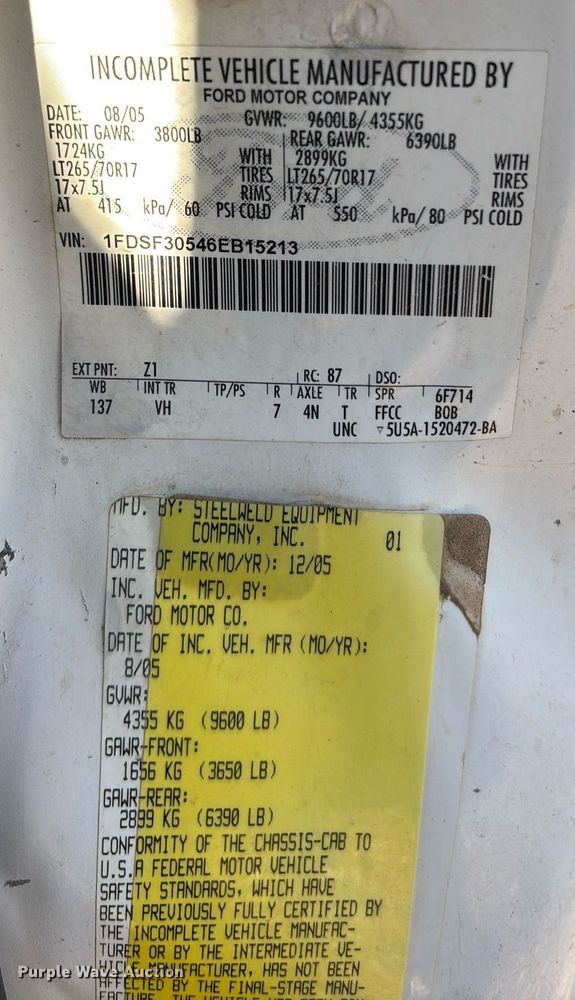 INCOMPLETE VEHICLE MANUFACTURED BY
FORD MOTOR COMPANY
DATE: 08/05 GVWR: 9600LB/ 4355KG
FRONT GAWR: 3800LB REAR GAWR: 6390LB
1724KG WITH 2899KG WITH
LT265/70R17 TIRES LT265/70R17 TIRES
17x7.5J RIMS 17x7.5J RIMS
AT 415 kPa/ 60 PSI COLD AT 550 kPa/ 80 PSI COLD
VIN: 1FDSF30546EB15213
EXT PNT: Z1 RC: 87 DSO:
WB INT TR TP/PS R AXLE TR SPR 6F714
137 VH 7 4N T FFCC BOB
UNC ▽5U5A-1520472-BA
MFD. BY: STEELWELD EQUIPMENT
COMPANY, INC. 01
DATE OF MFR(MO/YR): 12/05
INC. VEH. MFD. BY:
FORD MOTOR CO.
DATE OF INC. VEH. MFR (MO/YR):
8/05
GVWR:
4355 KG (9600 LB)
GAWR-FRONT:
1656 KG (3650 LB)
GAWR-REAR:
2899 KG (6390 LB)
CONFORMITY OF THE CHASSIS-CAB TO
U.S.A FEDERAL MOTOR VEHICLE
SAFETY STANDARDS, WHICH HAVE
BEEN PREVIOUSLY FULLY CERTIFIED BY
THE INCOMPLETE VEHICLE MANUFAC-
TURER OR BY THE INTERMEDIATE VE-
HICLE MANUFACTURER, HAS NOT BEEN
AFFECTED BY THE FINAL-STAGE MANU-
Purple Wave Auction